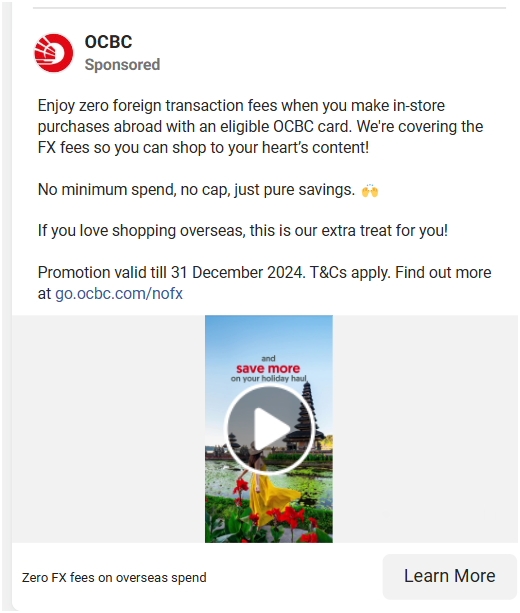 OCBC
Sponsored
Enjoy zero foreign transaction fees when you make in-store
purchases abroad with an eligible OCBC card. We're covering the
FX fees so you can shop to your heart’s content!
No minimum spend, no cap, just pure savings. 🙌
If you love shopping overseas, this is our extra treat for you!
Promotion valid till 31 December 2024. T&Cs apply. Find out more
at go.ocbc.com/nofx
and
save more
on your holiday haul
Zero FX fees on overseas spend
Learn More